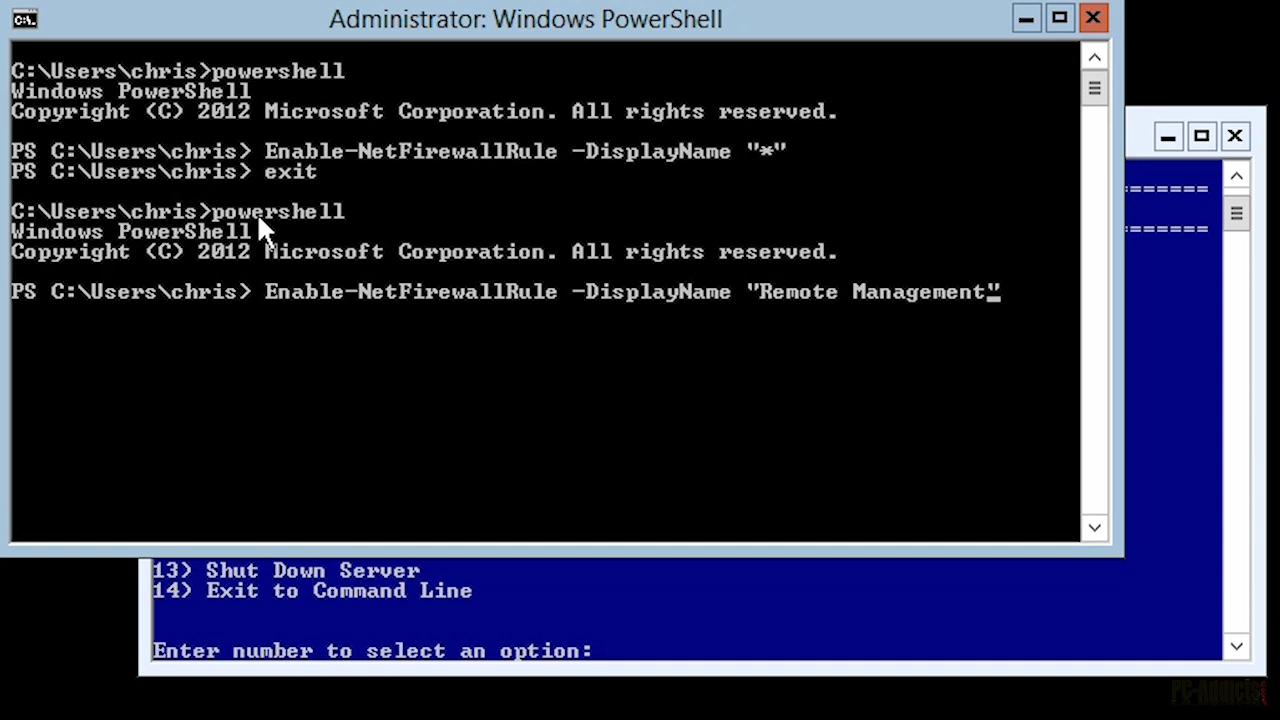 Administrator: Windows PowerShell
C:\Users\chris>powershell
Windows PowerShell
Copyright (C) 2012 Microsoft Corporation. All rights reserved.
PS C:\Users\chris> Enable-NetFirewallRule -DisplayName "*"
PS C:\Users\chris> exit
C:\Users\chris>powershell
Windows PowerShell
Copyright (C) 2012 Microsoft Corporation. All rights reserved.
PS C:\Users\chris> Enable-NetFirewallRule -DisplayName "Remote Management"
======
======
13) Shut Down Server
14) Exit to Command Line
Enter number to select an option:
PC-Addicts